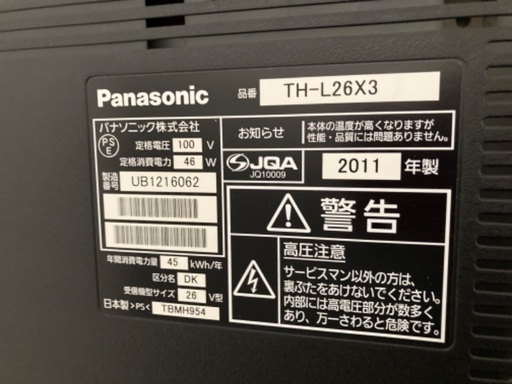 Panasonic
品番 TH-L26X3
パナソニック株式会社
PS E
定格電圧 100 V
定格消費電力 46 W
製造番号 UB1216062
年間消費電力量 45 kWh/年
区分名 DK
受信機型サイズ 26 V型
日本製 >PS< TBMH954
お知らせ
本体の温度が高くなりますが
性能・品質には問題ありません。
JQA
JQ10009
2011 年製
警告
高圧注意
サービスマン以外の方は、
裏ぶたをあけないでください。
内部には高電圧部分が数多く
あり、万一さわると危険です。